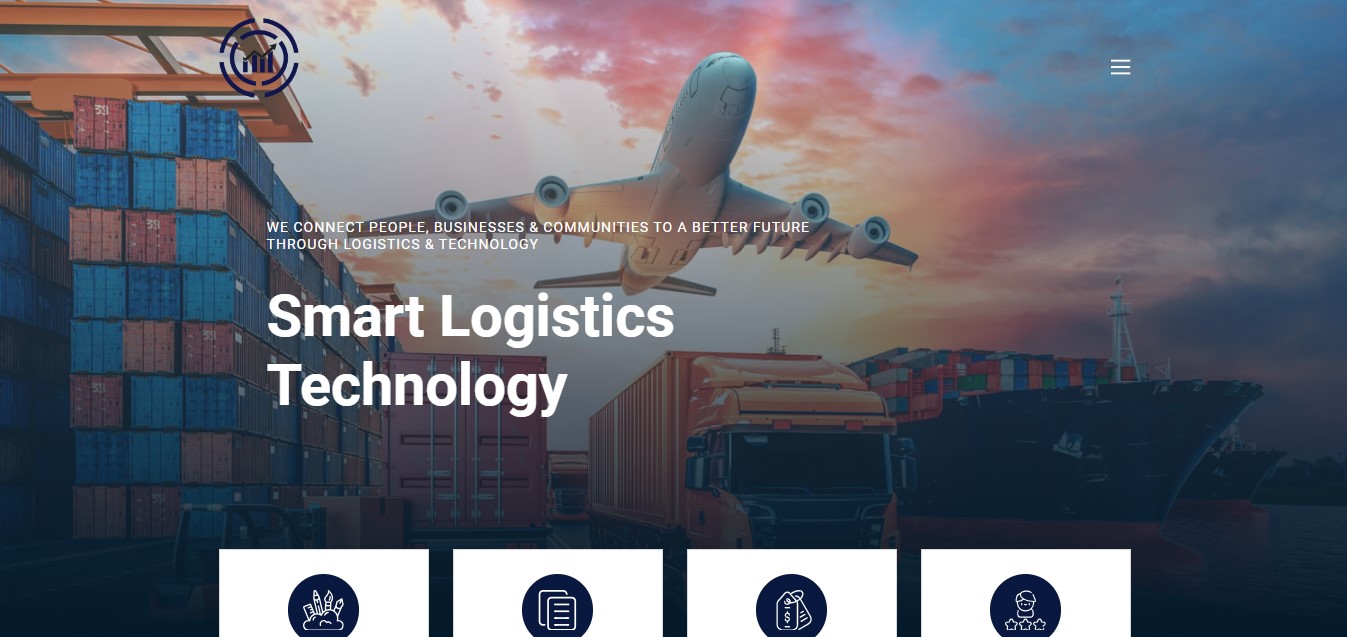 WE CONNECT PEOPLE, BUSINESSES & COMMUNITIES TO A BETTER FUTURE
THROUGH LOGISTICS & TECHNOLOGY
Smart Logistics
Technology